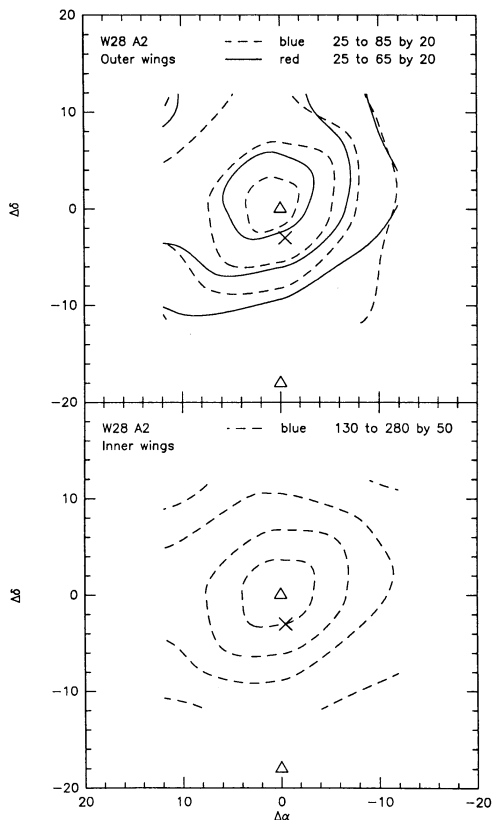 20
W28 A2 blue 25 to 85 by 20
Outer wings red 25 to 65 by 20
10
Δδ
0
−10
−20
W28 A2 blue 130 to 280 by 50
Inner wings
10
Δδ
0
−10
−20
20 10 0 −10 −20
Δα